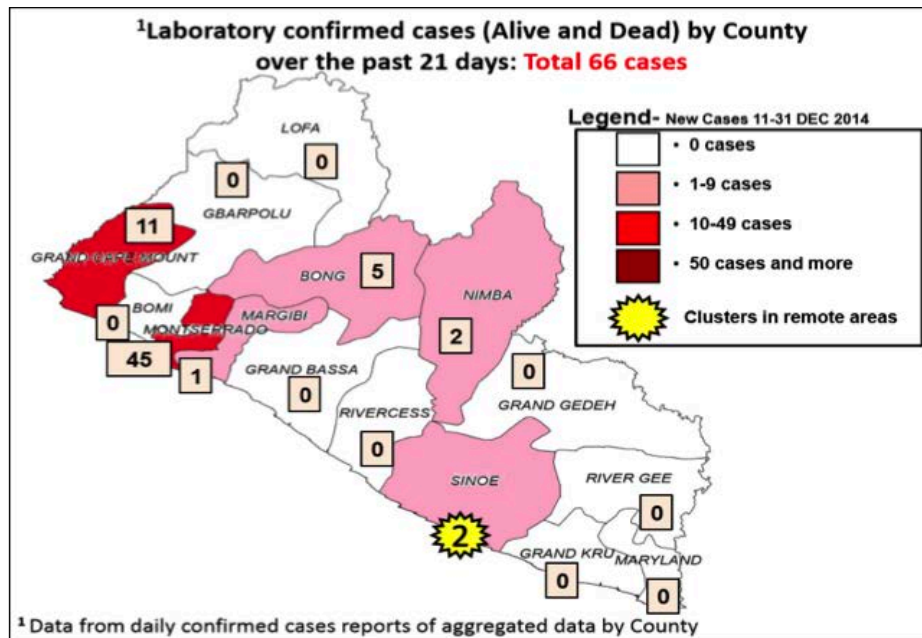 ¹Laboratory confirmed cases (Alive and Dead) by County
over the past 21 days: Total 66 cases
Legend- New Cases 11-31 DEC 2014
• 0 cases
• 1-9 cases
• 10-49 cases
• 50 cases and more
Clusters in remote areas
LOFA
0
0
GBARPOLU
11
GRAND CAPE MOUNT
BONG
5
NIMBA
BOMI
0
MONTSERRADO
MARGIBI
2
45
1
GRAND BASSA
0
0
GRAND GEDEH
RIVERCESS
0
SINOE
RIVER GEE
0
2
GRAND KRU
MARYLAND
0
0
¹ Data from daily confirmed cases reports of aggregated data by County